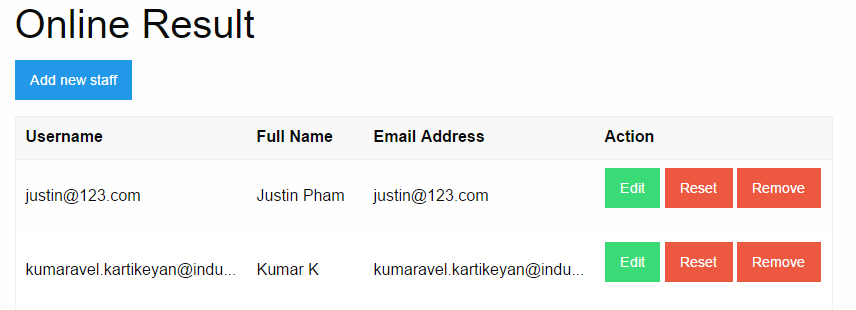 Online Result
Add new staff
Username Full Name Email Address Action
justin@123.com Justin Pham justin@123.com Edit Reset Remove
kumaravel.kartikeyan@indu... Kumar K kumaravel.kartikeyan@indu... Edit Reset Remove